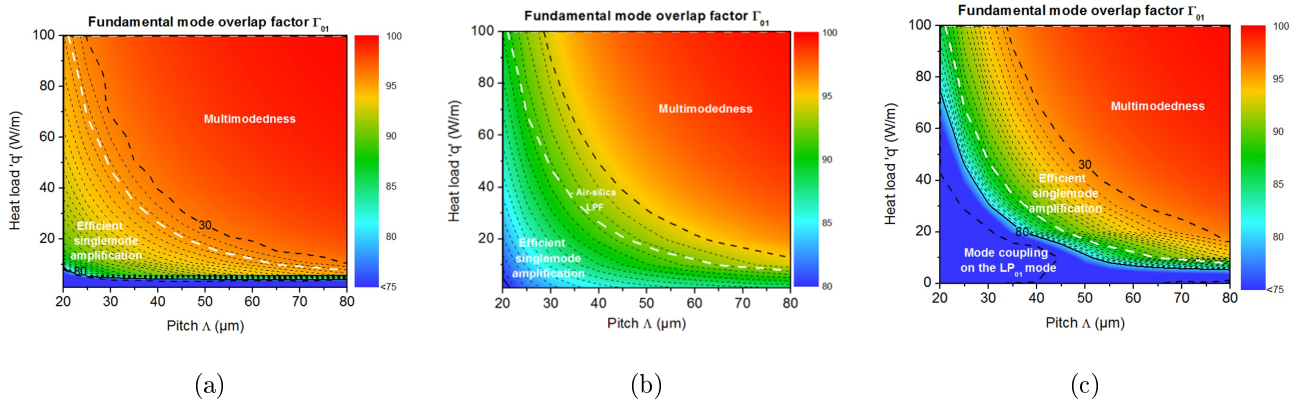 Fundamental mode overlap factor Γ01
Heat load 'q' (W/m)
100
80
60
40
20
Multimodedness
30
Efficient
singlemode
amplification
80
20 30 40 50 60 70 80
Pitch Λ (µm)
100
95
90
85
80
<75
(a)
Fundamental mode overlap factor Γ01
Heat load 'q' (W/m)
100
80
60
40
20
Multimodedness
Air-silica
LPF
Efficient
singlemode
amplification
20 30 40 50 60 70 80
Pitch Λ (µm)
100
95
90
85
80
(b)
Fundamental mode overlap factor Γ01
Heat load 'q' (W/m)
100
80
60
40
20
0
Multimodedness
30
Efficient
singlemode
amplification
80
Mode coupling
on the LP01 mode
20 30 40 50 60 70 80
Pitch Λ (µm)
100
95
90
85
80
<75
(c)